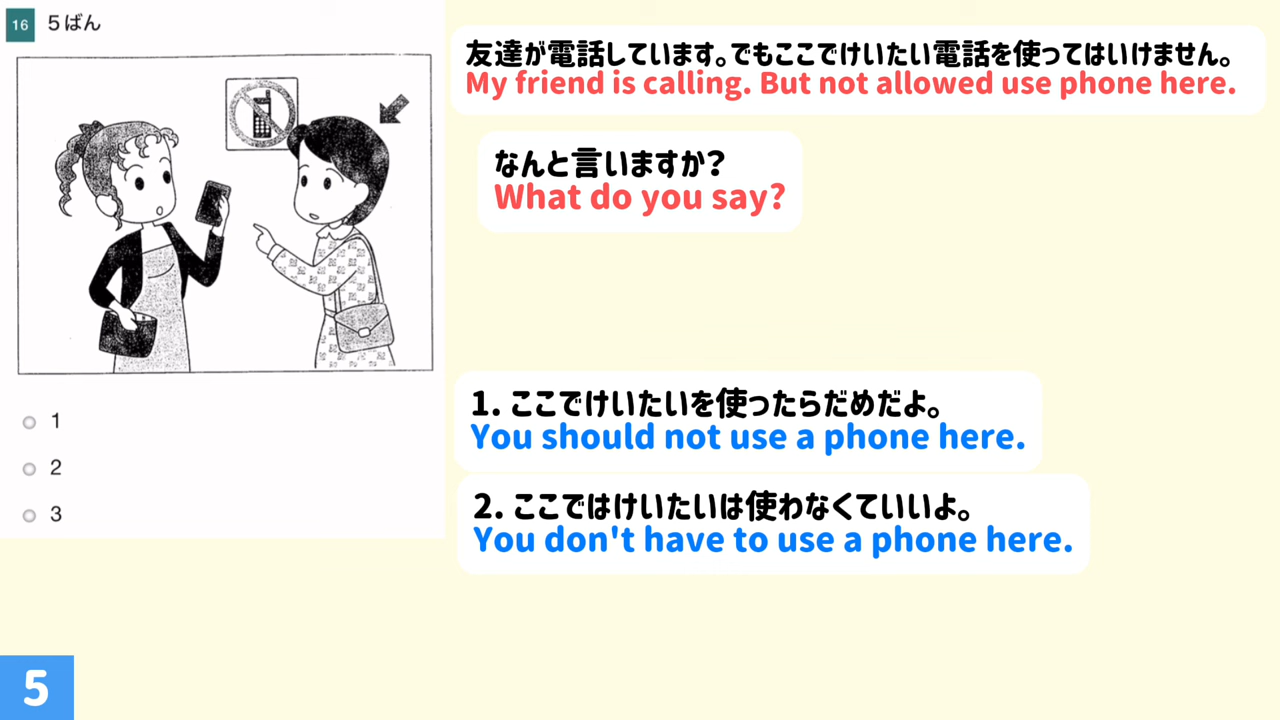 16 5ばん
友達が電話しています。でもここでけいたい電話を使ってはいけません。
My friend is calling. But not allowed use phone here.
なんと言いますか?
What do you say?
1. ここでけいたいを使ったらだめだよ。
You should not use a phone here.
2. ここではけいたいは使わなくていいよ。
You don't have to use a phone here.
1
2
3
5